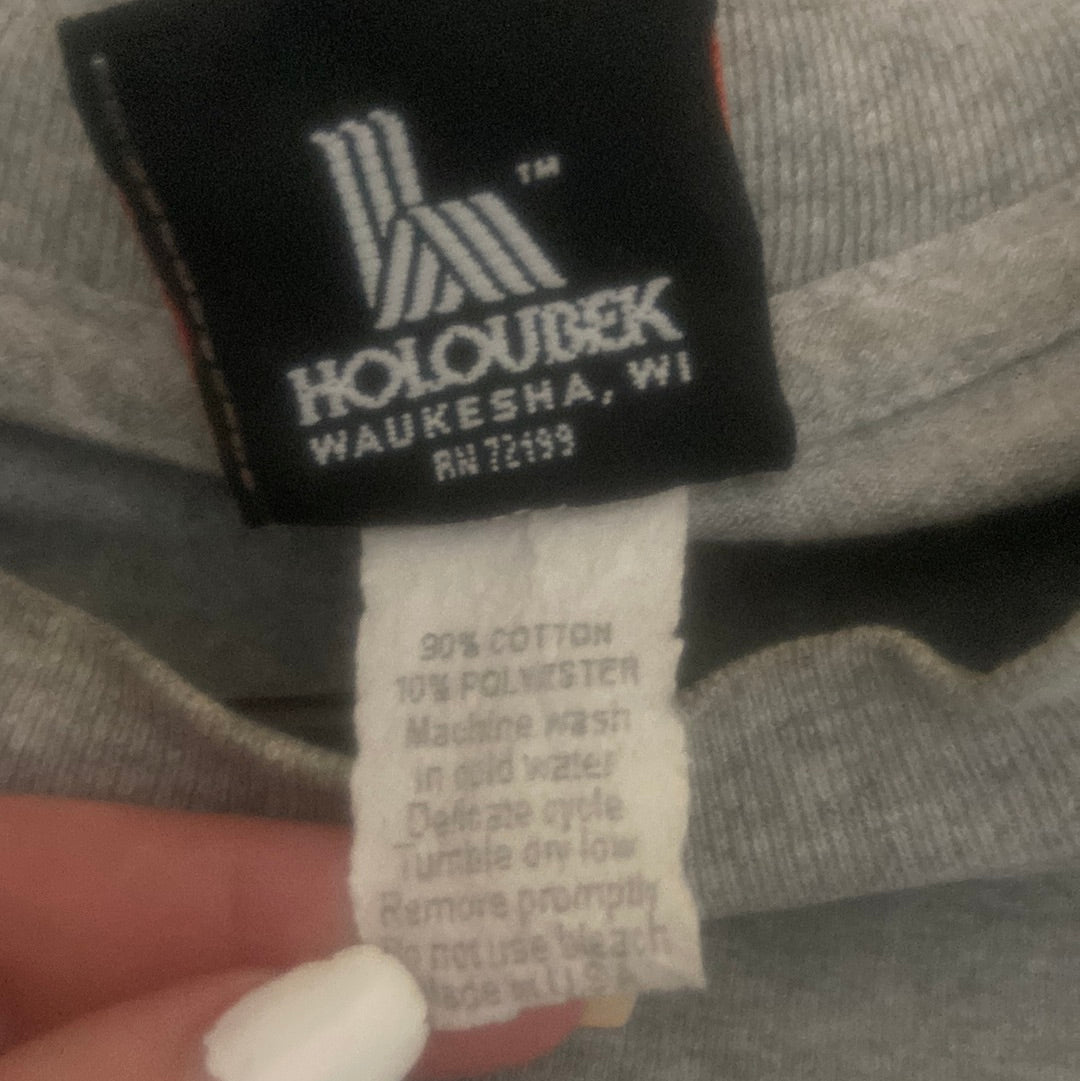 TM
HOLOUBEK
WAUKESHA, WI
RN 72199
90% COTTON
10% POLYESTER
Machine wash
in cold water
Delicate cycle
Tumble dry low
Remove promptly
Do not use bleach
Made in U.S.A.